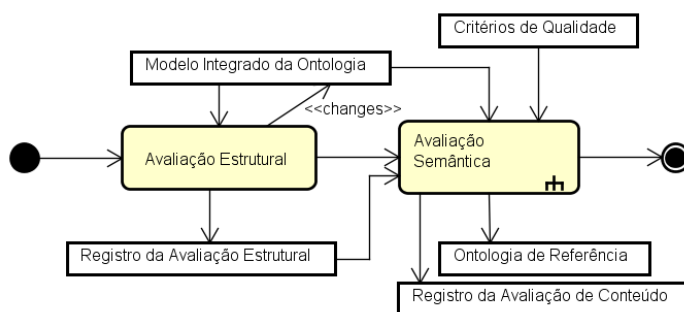 Critérios de Qualidade
Modelo Integrado da Ontologia
<<changes>>
Avaliação Estrutural
Avaliação
Semântica
Registro da Avaliação Estrutural
Ontologia de Referência
Registro da Avaliação de Conteúdo